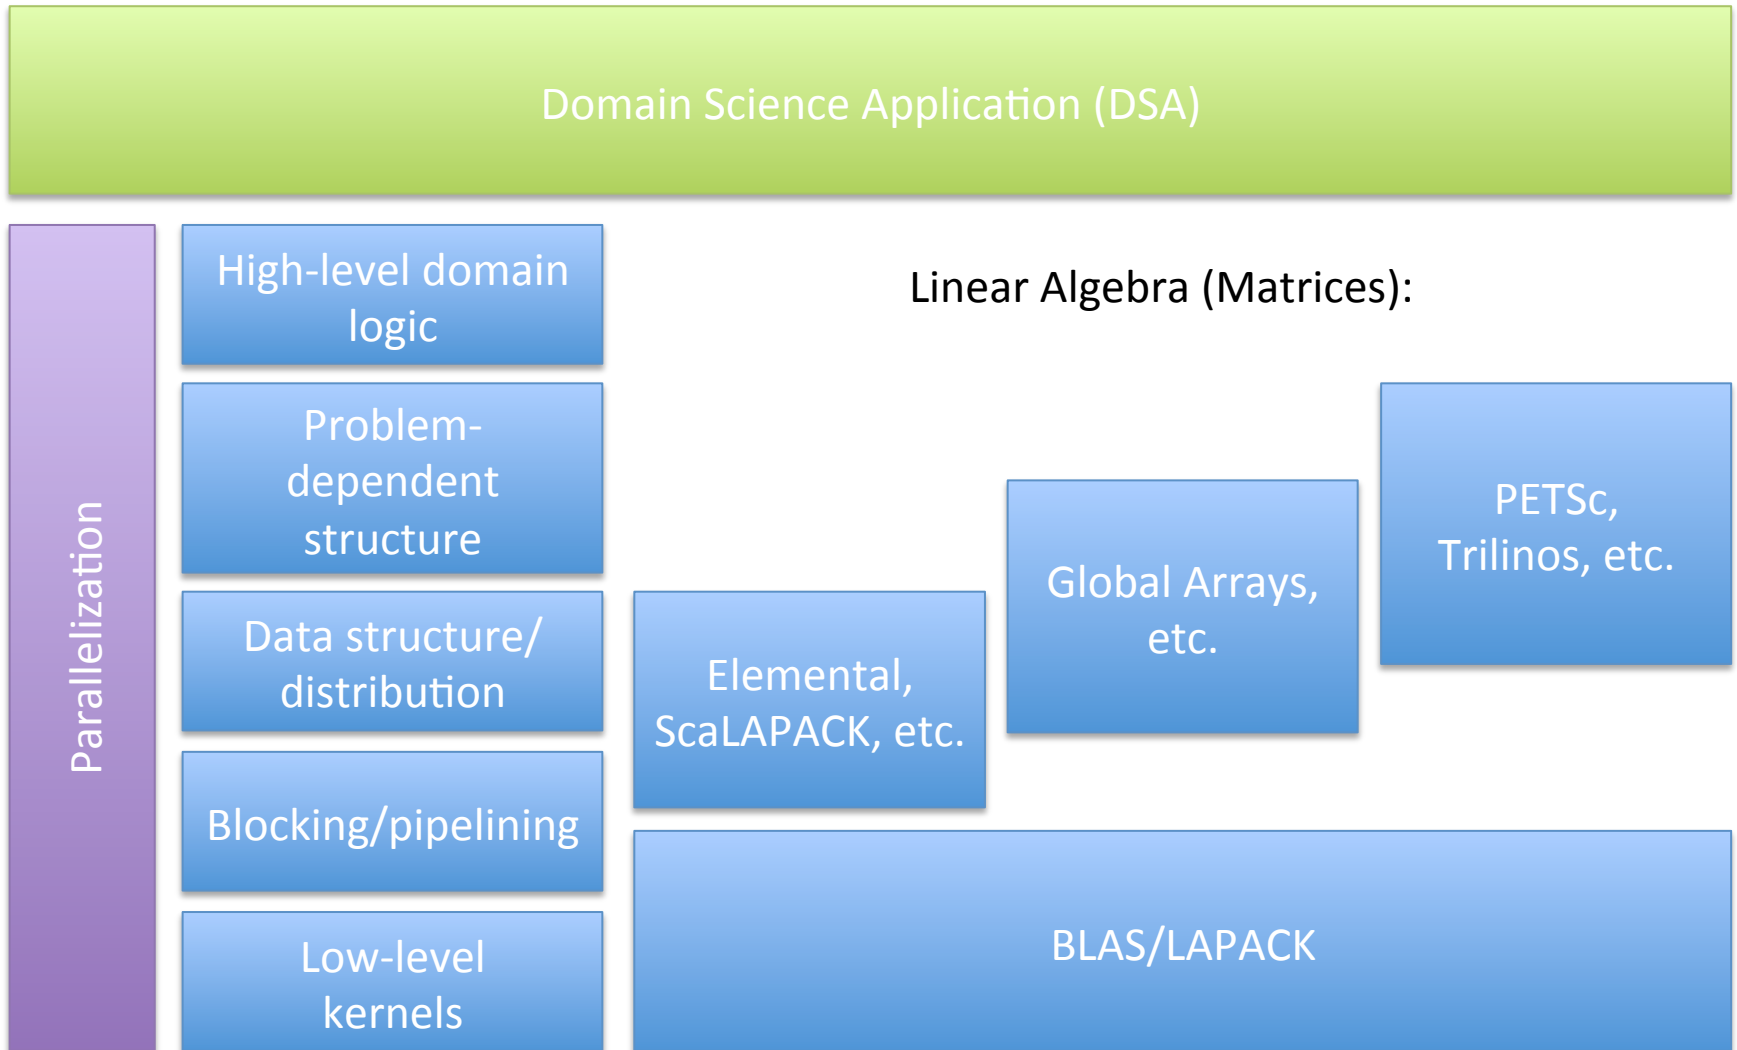 Domain Science Application (DSA)
Parallelization
High-level domain
logic
Linear Algebra (Matrices):
Problem-
dependent
structure
Data structure/
distribution
Blocking/pipelining
Low-level
kernels
Elemental,
ScaLAPACK, etc.
Global Arrays,
etc.
PETSc,
Trilinos, etc.
BLAS/LAPACK